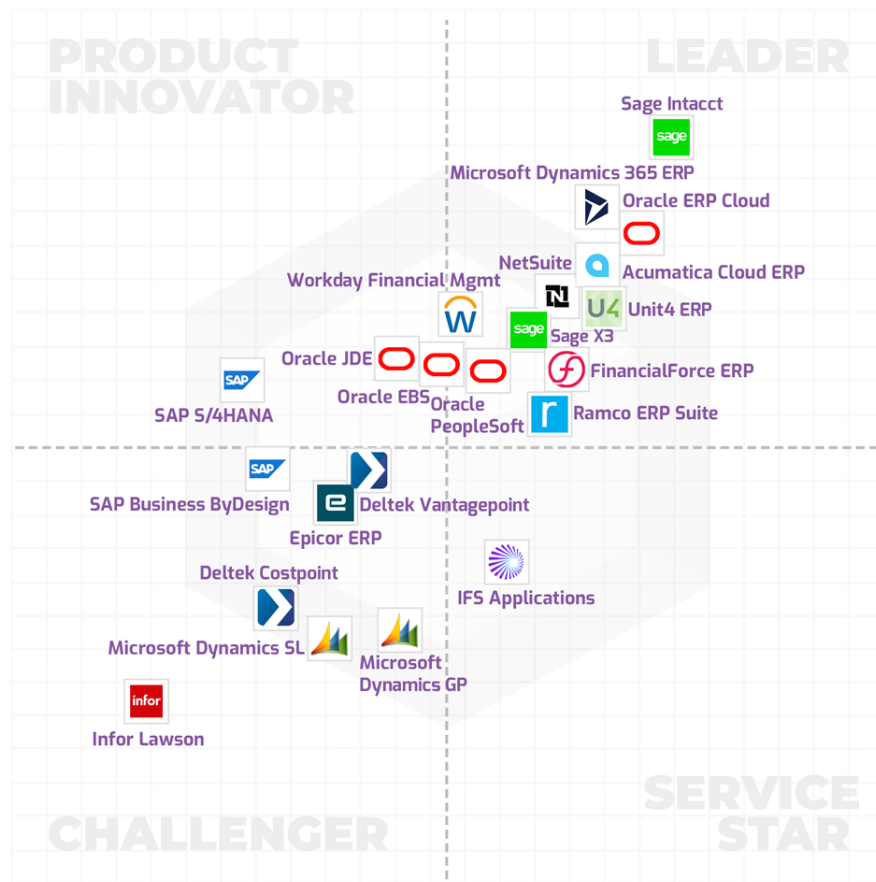 PRODUCT
INNOVATOR
LEADER
Sage Intacct
sage
Microsoft Dynamics 365 ERP
Oracle ERP Cloud
NetSuite
Acumatica Cloud ERP
Workday Financial Mgmt
N
U4
Unit4 ERP
W
sage
Sage X3
Oracle JDE
FinancialForce ERP
SAP
Oracle EBS
Oracle
PeopleSoft
r
Ramco ERP Suite
SAP S/4HANA
SAP
SAP Business ByDesign
e
Deltek Vantagepoint
Epicor ERP
IFS Applications
Deltek Costpoint
Microsoft Dynamics SL
Microsoft
Dynamics GP
infor
Infor Lawson
SERVICE
STAR
CHALLENGER